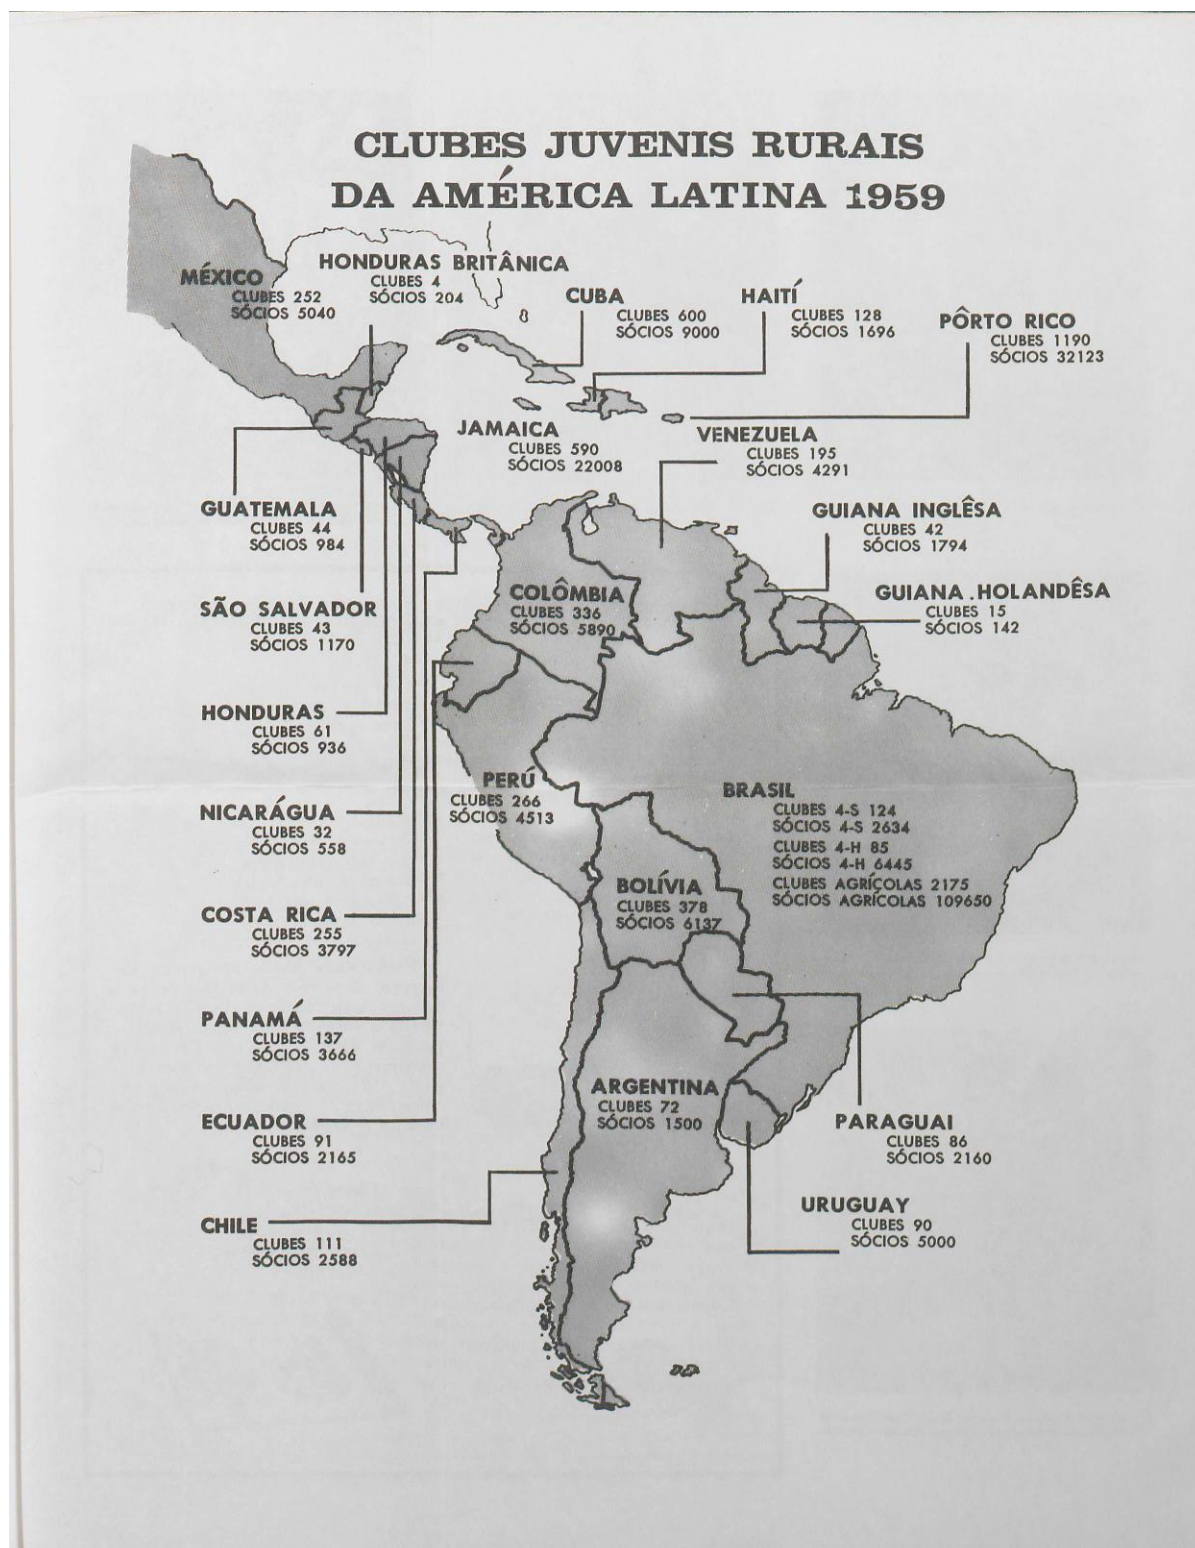 CLUBES JUVENIS RURAIS
DA AMÉRICA LATINA 1959
MÉXICO
CLUBES 252
SÓCIOS 5040
HONDURAS BRITÂNICA
CLUBES 4
SÓCIOS 204
CUBA
CLUBES 600
SÓCIOS 9000
HAITÍ
CLUBES 128
SÓCIOS 1696
PÔRTO RICO
CLUBES 1190
SÓCIOS 32123
JAMAICA
CLUBES 590
SÓCIOS 22008
VENEZUELA
CLUBES 195
SÓCIOS 4291
GUATEMALA
CLUBES 44
SÓCIOS 984
GUIANA INGLÊSA
CLUBES 42
SÓCIOS 1794
COLÔMBIA
CLUBES 336
SÓCIOS 5890
GUIANA.HOLANDÊSA
CLUBES 15
SÓCIOS 142
SÃO SALVADOR
CLUBES 43
SÓCIOS 1170
HONDURAS
CLUBES 61
SÓCIOS 936
PERÚ
CLUBES 266
SÓCIOS 4513
BRASIL
CLUBES 4-S 124
SÓCIOS 4-S 2634
CLUBES 4-H 85
SÓCIOS 4-H 6445
CLUBES AGRÍCOLAS 2175
SÓCIOS AGRÍCOLAS 109650
NICARÁGUA
CLUBES 32
SÓCIOS 558
BOLÍVIA
CLUBES 378
SÓCIOS 6137
COSTA RICA
CLUBES 255
SÓCIOS 3797
PANAMÁ
CLUBES 137
SÓCIOS 3666
ARGENTINA
CLUBES 72
SÓCIOS 1500
ECUADOR
CLUBES 91
SÓCIOS 2165
PARAGUAI
CLUBES 86
SÓCIOS 2160
URUGUAY
CLUBES 90
SÓCIOS 5000
CHILE
CLUBES 111
SÓCIOS 2588